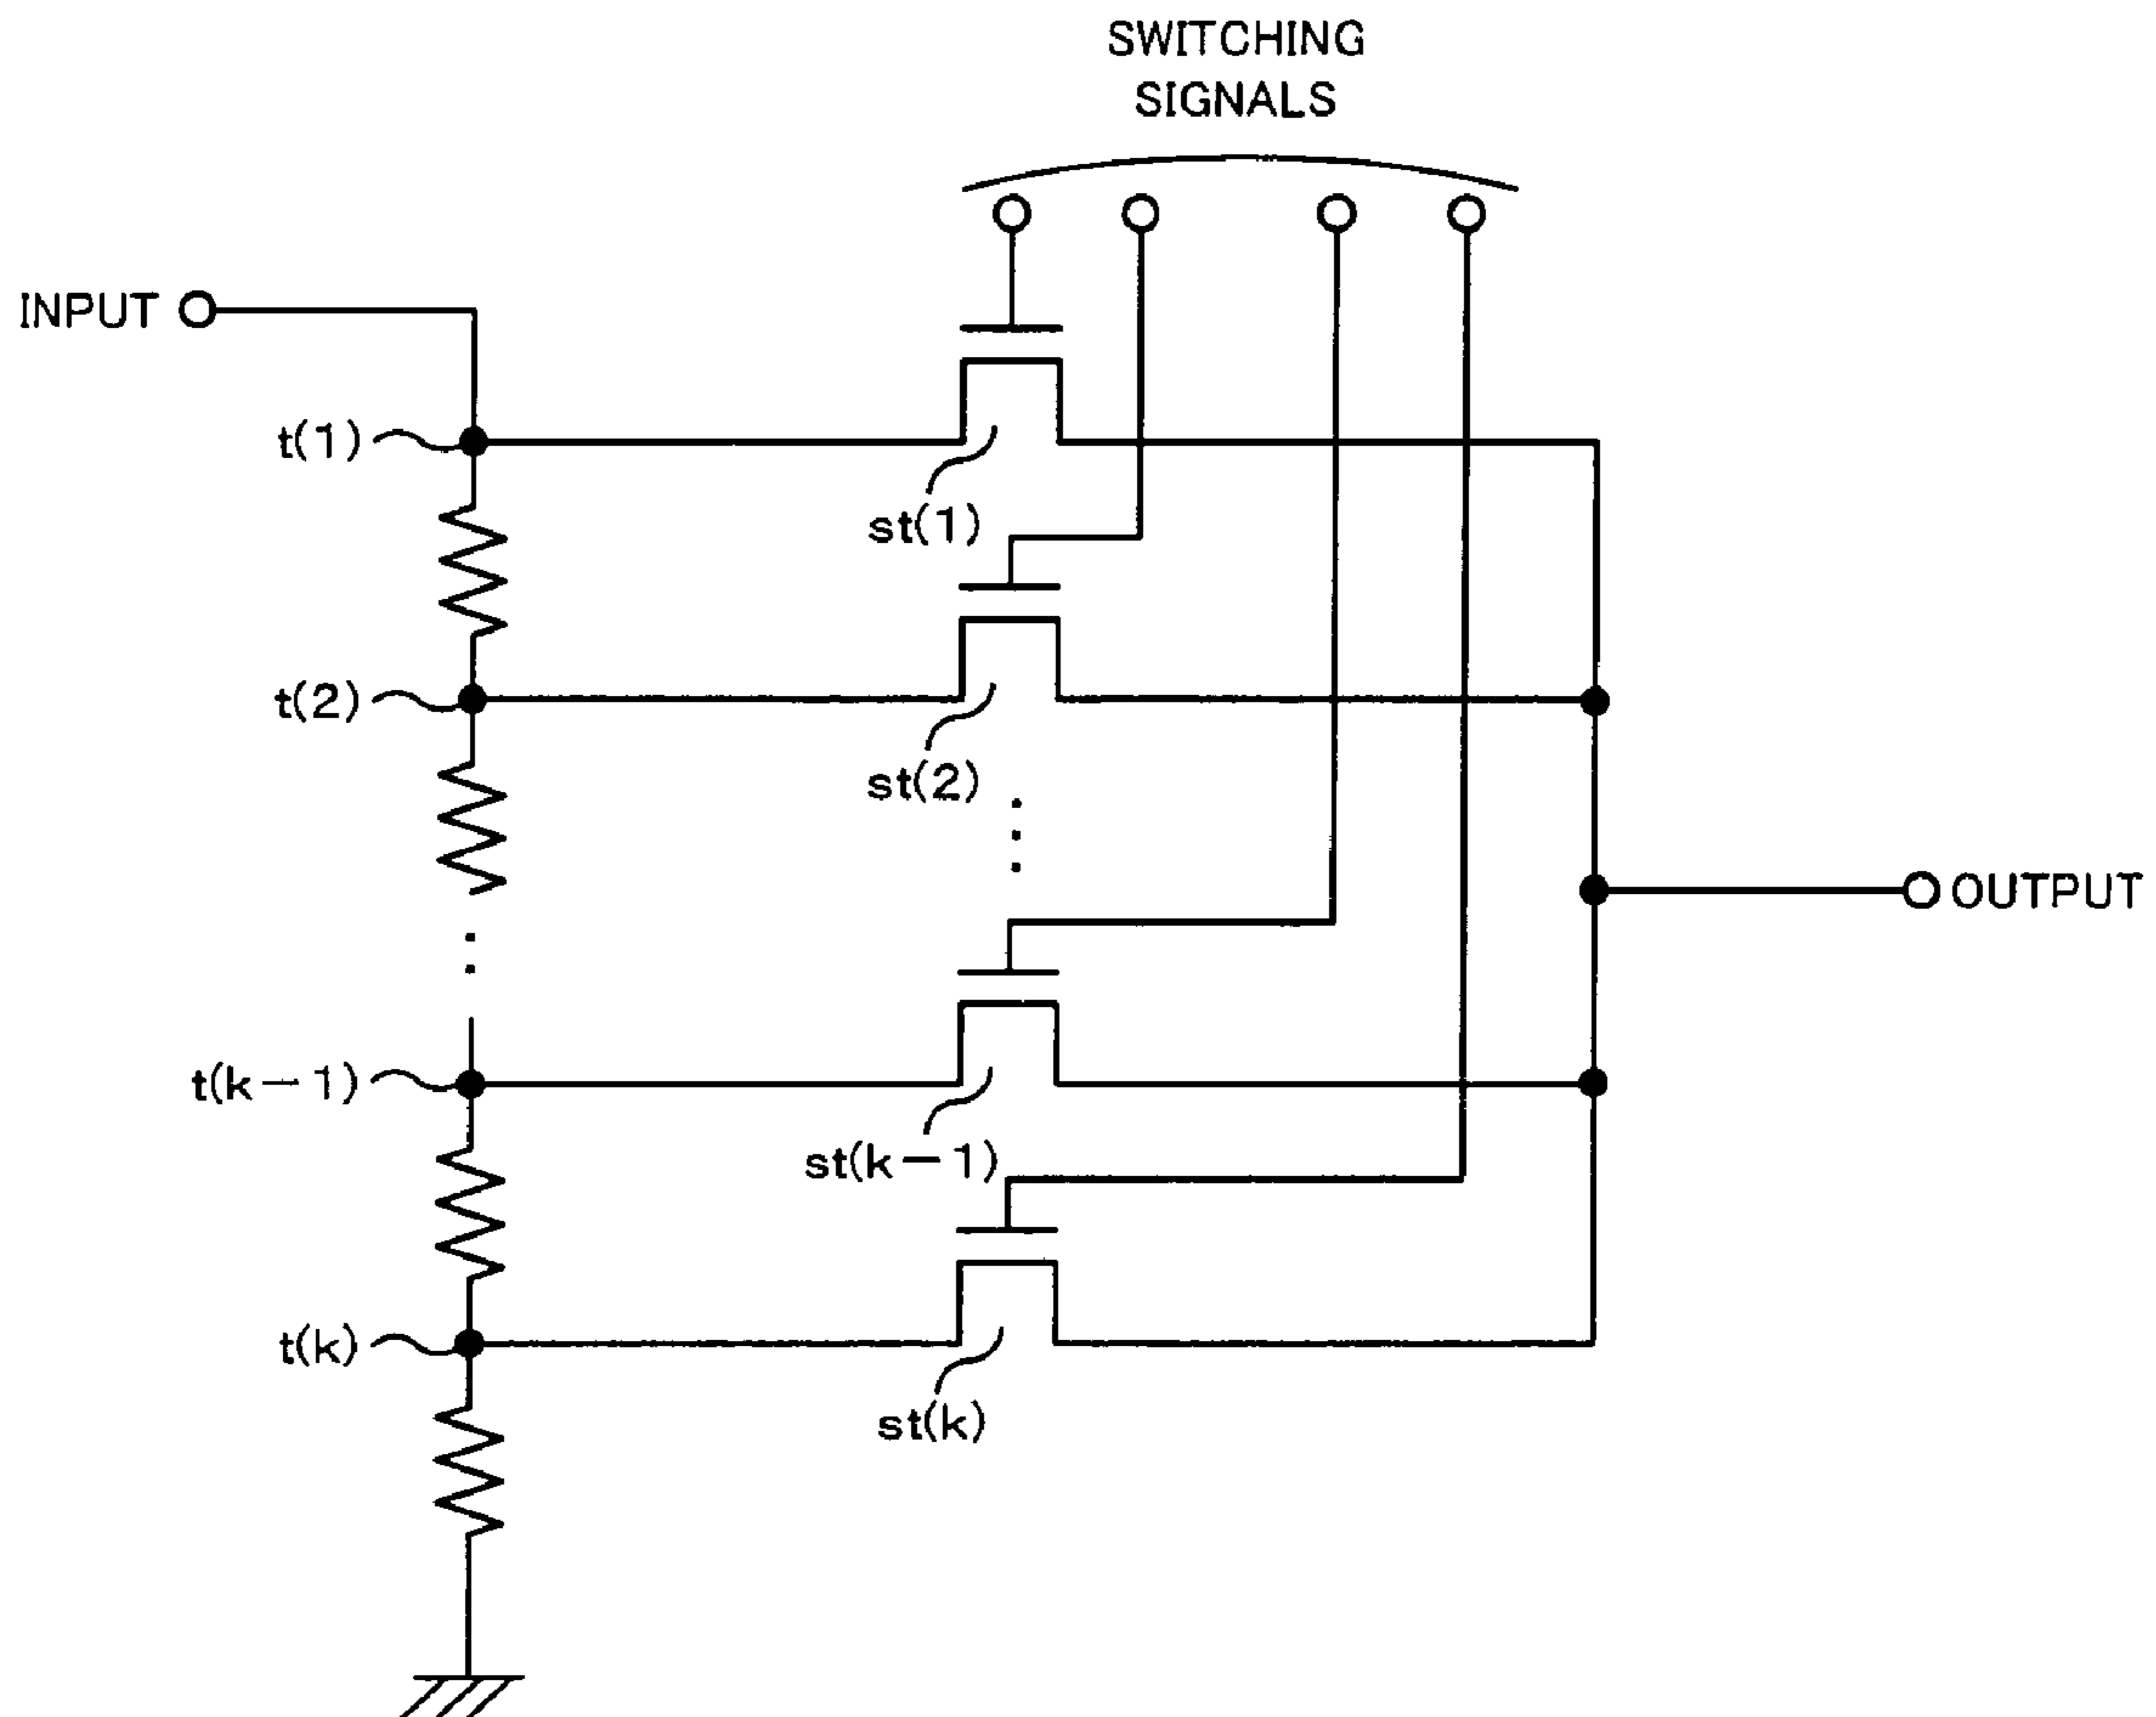 SWITCHING
SIGNALS
INPUT
t(1)
st(1)
t(2)
st(2)
OUTPUT
t(k−1)
st(k−1)
t(k)
st(k)